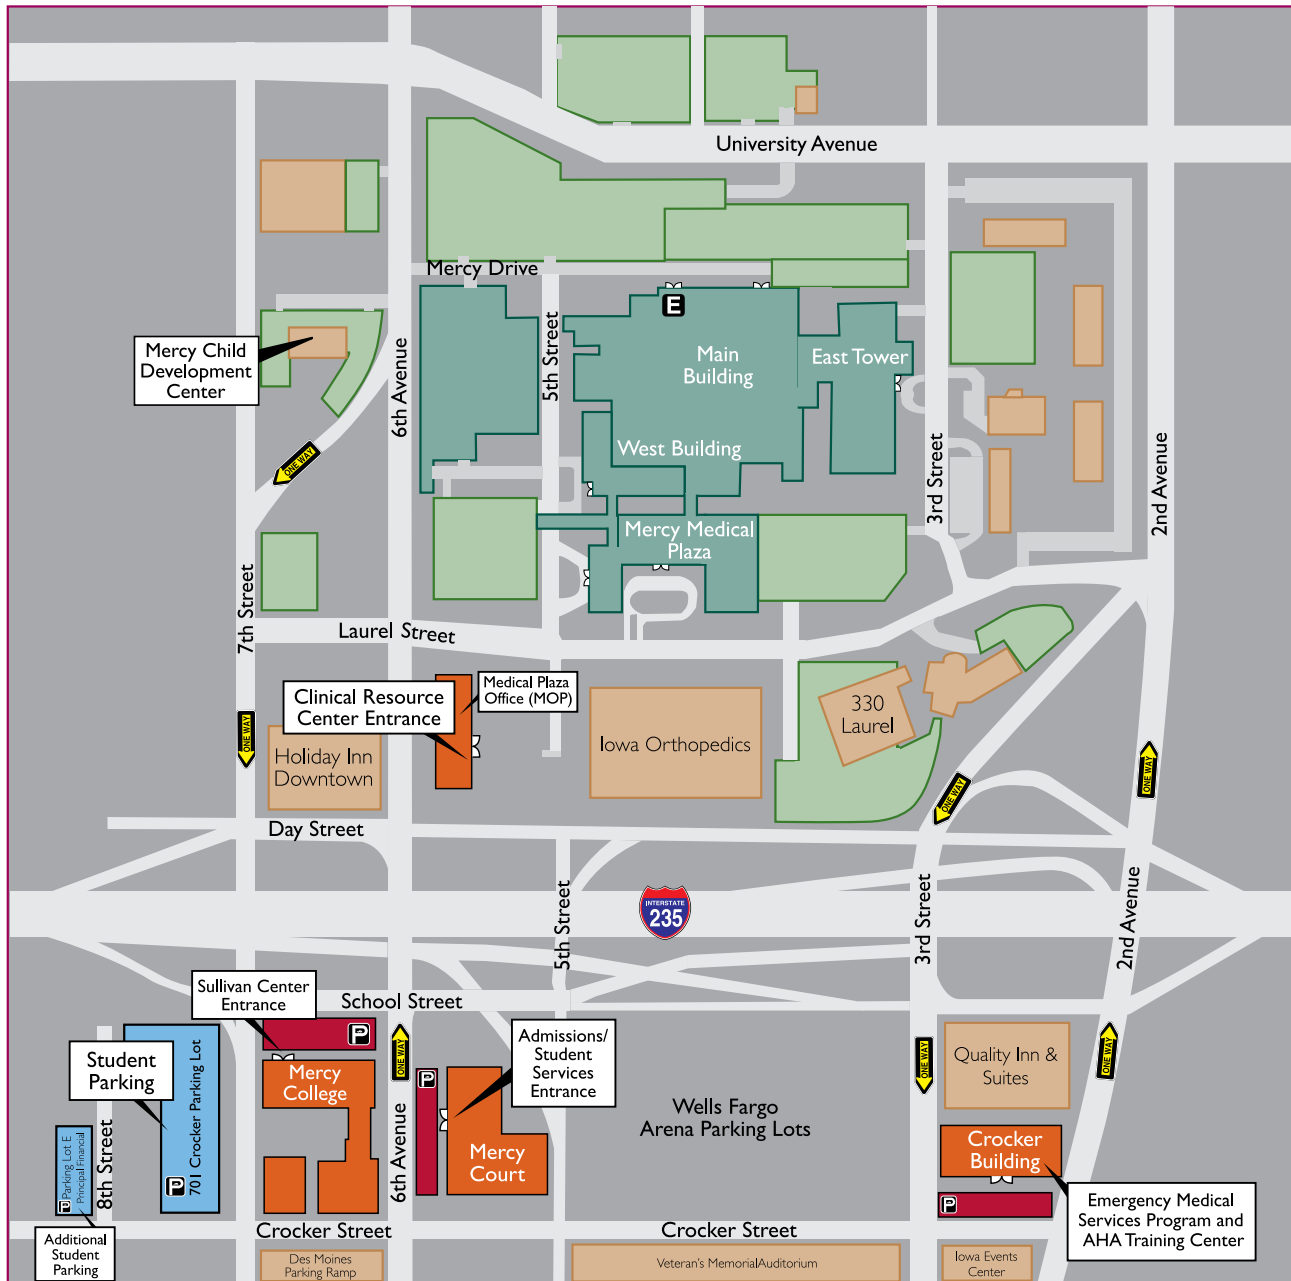 University Avenue
Mercy Drive
E
Mercy Child
Development
Center
6th Avenue
5th Street
Main
Building
East Tower
West Building
3rd Street
2nd Avenue
ONE WAY
Mercy Medical
Plaza
7th Street
Laurel Street
Medical Plaza
Office (MOP)
Clinical Resource
Center Entrance
330
Laurel
ONE WAY
Holiday Inn
Downtown
Iowa Orthopedics
ONE WAY
ONE WAY
Day Street
INTERSTATE
235
5th Street
3rd Street
2nd Avenue
Sullivan Center
Entrance
School Street
P
ONE WAY
Admissions/
Student
Services
Entrance
ONE WAY
Quality Inn &
Suites
ONE WAY
Student
Parking
701 Crocker Parking Lot
P
Mercy
College
P
Wells Fargo
Arena Parking Lots
Parking Lot E
Principal Financial
P
8th Street
6th Avenue
Mercy
Court
Crocker
Building
P
Emergency Medical
Services Program and
AHA Training Center
Crocker Street
Crocker Street
Additional
Student
Parking
Des Moines
Parking Ramp
Veteran's MemorialAuditorium
Iowa Events
Center